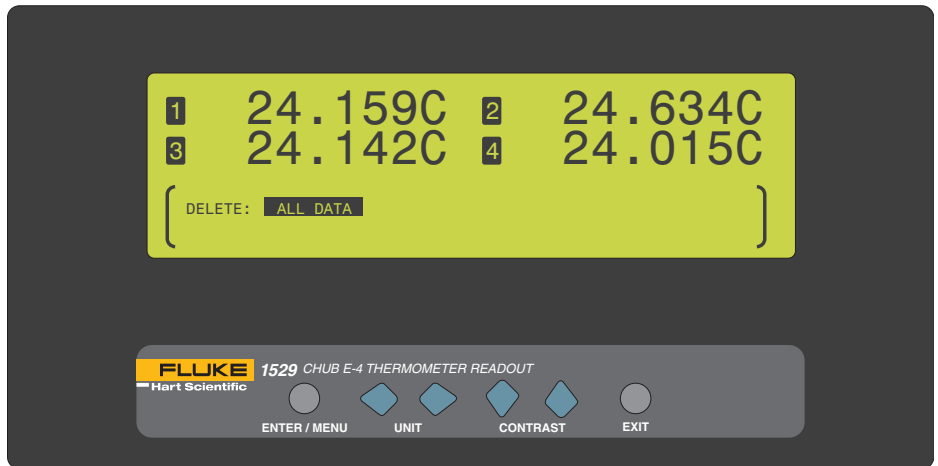 1 24.159C 2 24.634C
3 24.142C 4 24.015C
DELETE: ALL DATA
FLUKE
Hart Scientific
1529 CHUB E-4 THERMOMETER READOUT
ENTER / MENU UNIT CONTRAST EXIT